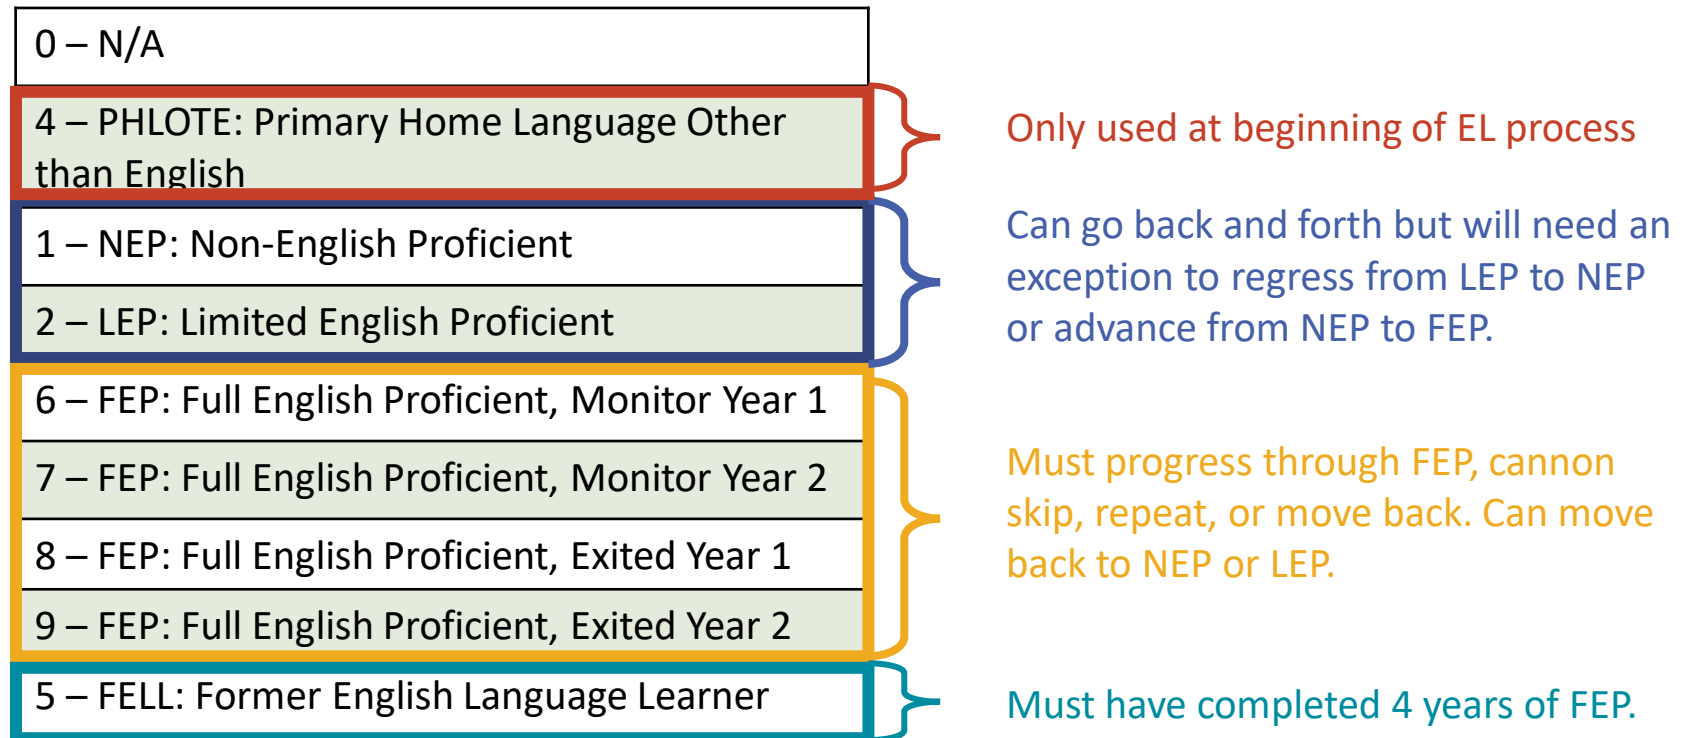 0 – N/A
4 – PHLOTE: Primary Home Language Other
than English
Only used at beginning of EL process
1 – NEP: Non-English Proficient
2 – LEP: Limited English Proficient
Can go back and forth but will need an
exception to regress from LEP to NEP
or advance from NEP to FEP.
6 – FEP: Full English Proficient, Monitor Year 1
7 – FEP: Full English Proficient, Monitor Year 2
8 – FEP: Full English Proficient, Exited Year 1
9 – FEP: Full English Proficient, Exited Year 2
Must progress through FEP, cannon
skip, repeat, or move back. Can move
back to NEP or LEP.
5 – FELL: Former English Language Learner
Must have completed 4 years of FEP.